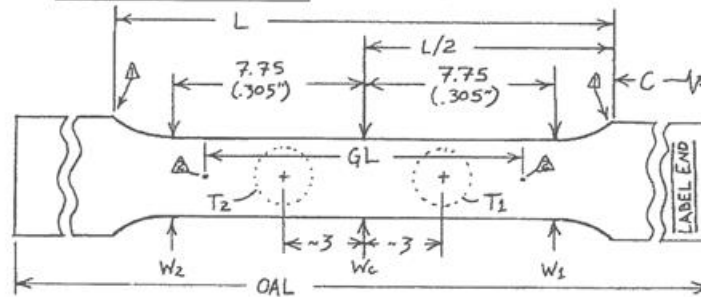 L
L/2
7.75 7.75
(.305") (.305")
C
GL
T2 T1
LABEL END
~3 ~3
W2 Wc W1
OAL